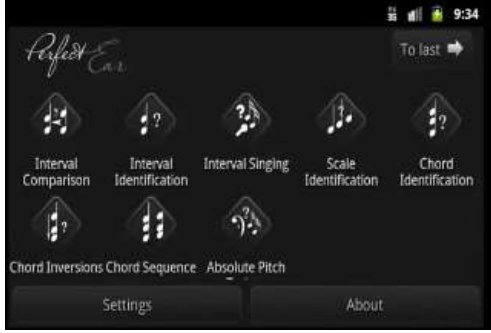 3G 9:34
Perfect Ear
To last
Interval Comparison
Interval Identification
Interval Singing
Scale Identification
Chord Identification
Chord Inversions
Chord Sequence
Absolute Pitch
Settings
About